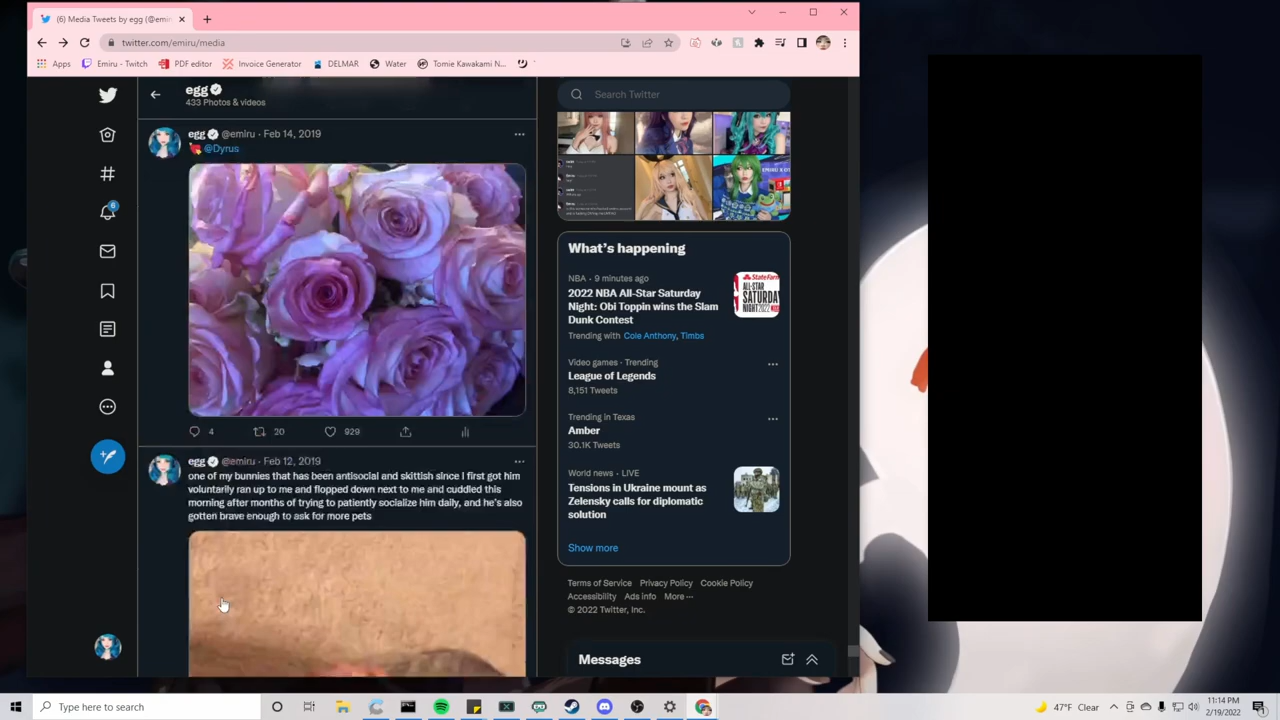 (6) Media Tweets by egg (@emir
twitter.com/emiru/media
Apps
Emiru - Twitch
PDF editor
Invoice Generator
DELMAR
Water
Tomie Kawakami N...
egg
433 Photos & videos
egg @emiru · Feb 14, 2019
@Dyrus
4 20 929
egg @emiru · Feb 12, 2019
one of my bunnies that has been antisocial and skittish since I first got him
voluntarily ran up to me and flopped down next to me and cuddled this
morning after months of trying to patiently socialize him daily, and he's also
gotten brave enough to ask for more pets
6
Search Twitter
What's happening
NBA · 9 minutes ago
2022 NBA All-Star Saturday
Night: Obi Toppin wins the Slam
Dunk Contest
Trending with Cole Anthony, Timbs
StateFarm
ALL-STAR
SATURDAY
NIGHT2022
Video games · Trending
League of Legends
8,151 Tweets
Trending in Texas
Amber
30.1K Tweets
World news · LIVE
Tensions in Ukraine mount as
Zelensky calls for diplomatic
solution
Show more
Terms of Service Privacy Policy Cookie Policy
Accessibility Ads info More ···
© 2022 Twitter, Inc.
Messages
Type here to search
47°F Clear
11:14 PM
2/19/2022